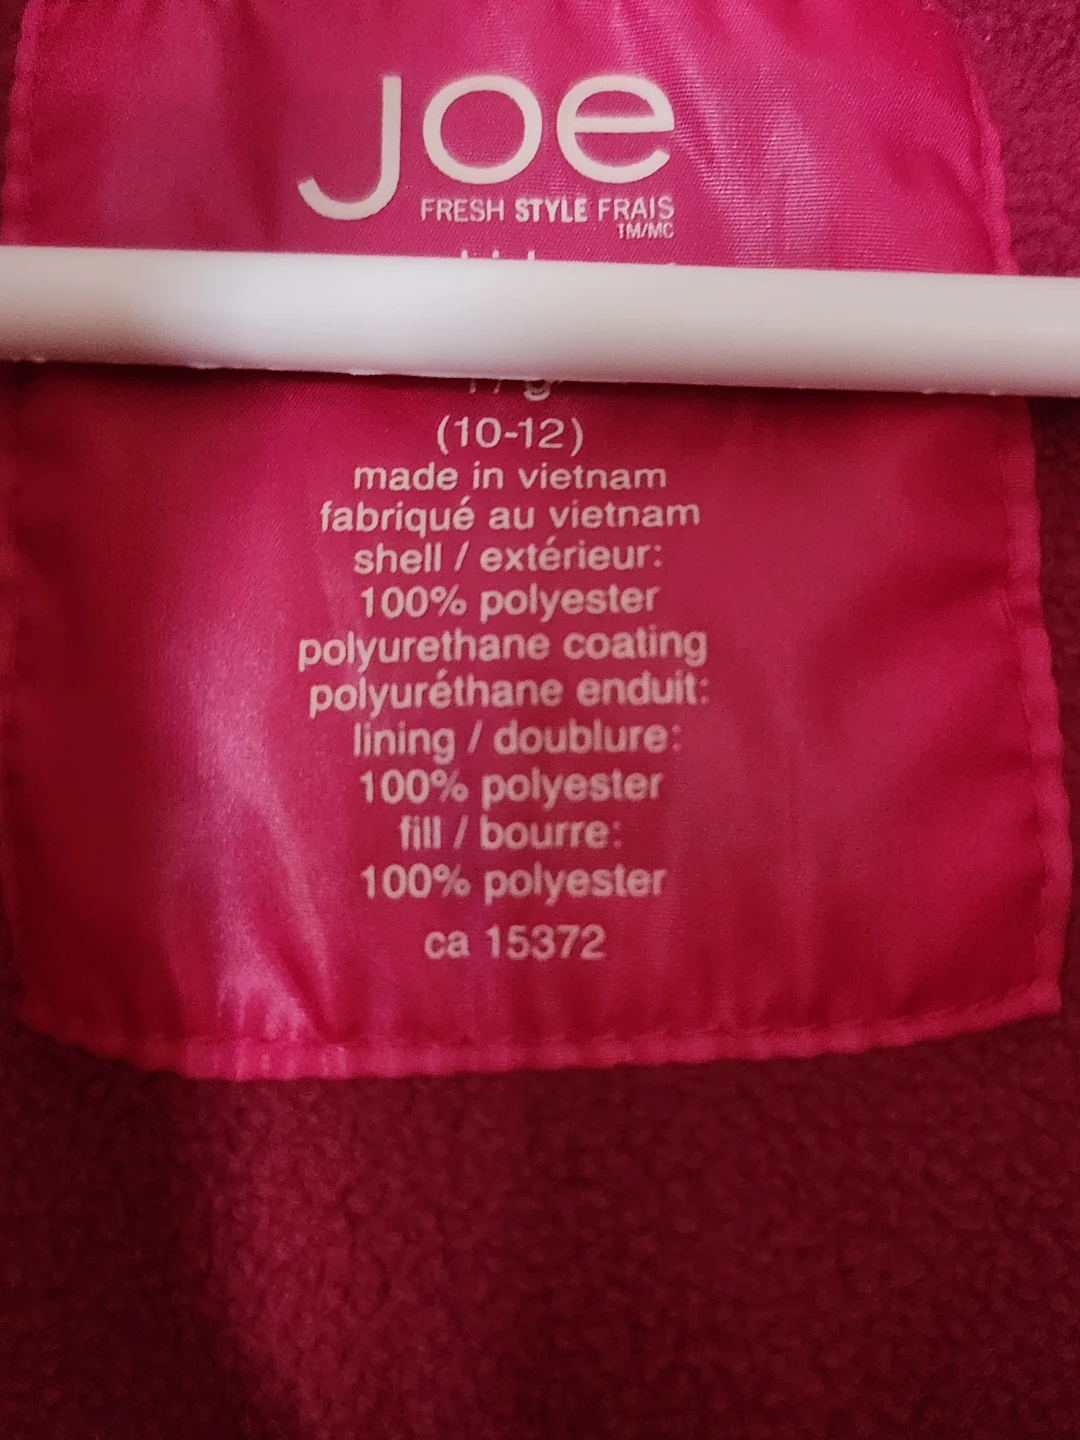 Joe
FRESH STYLE FRAIS
TM/MC
(10-12)
made in vietnam
fabriqué au vietnam
shell / extérieur:
100% polyester
polyurethane coating
polyuréthane enduit:
lining / doublure:
100% polyester
fill / bourre:
100% polyester
ca 15372